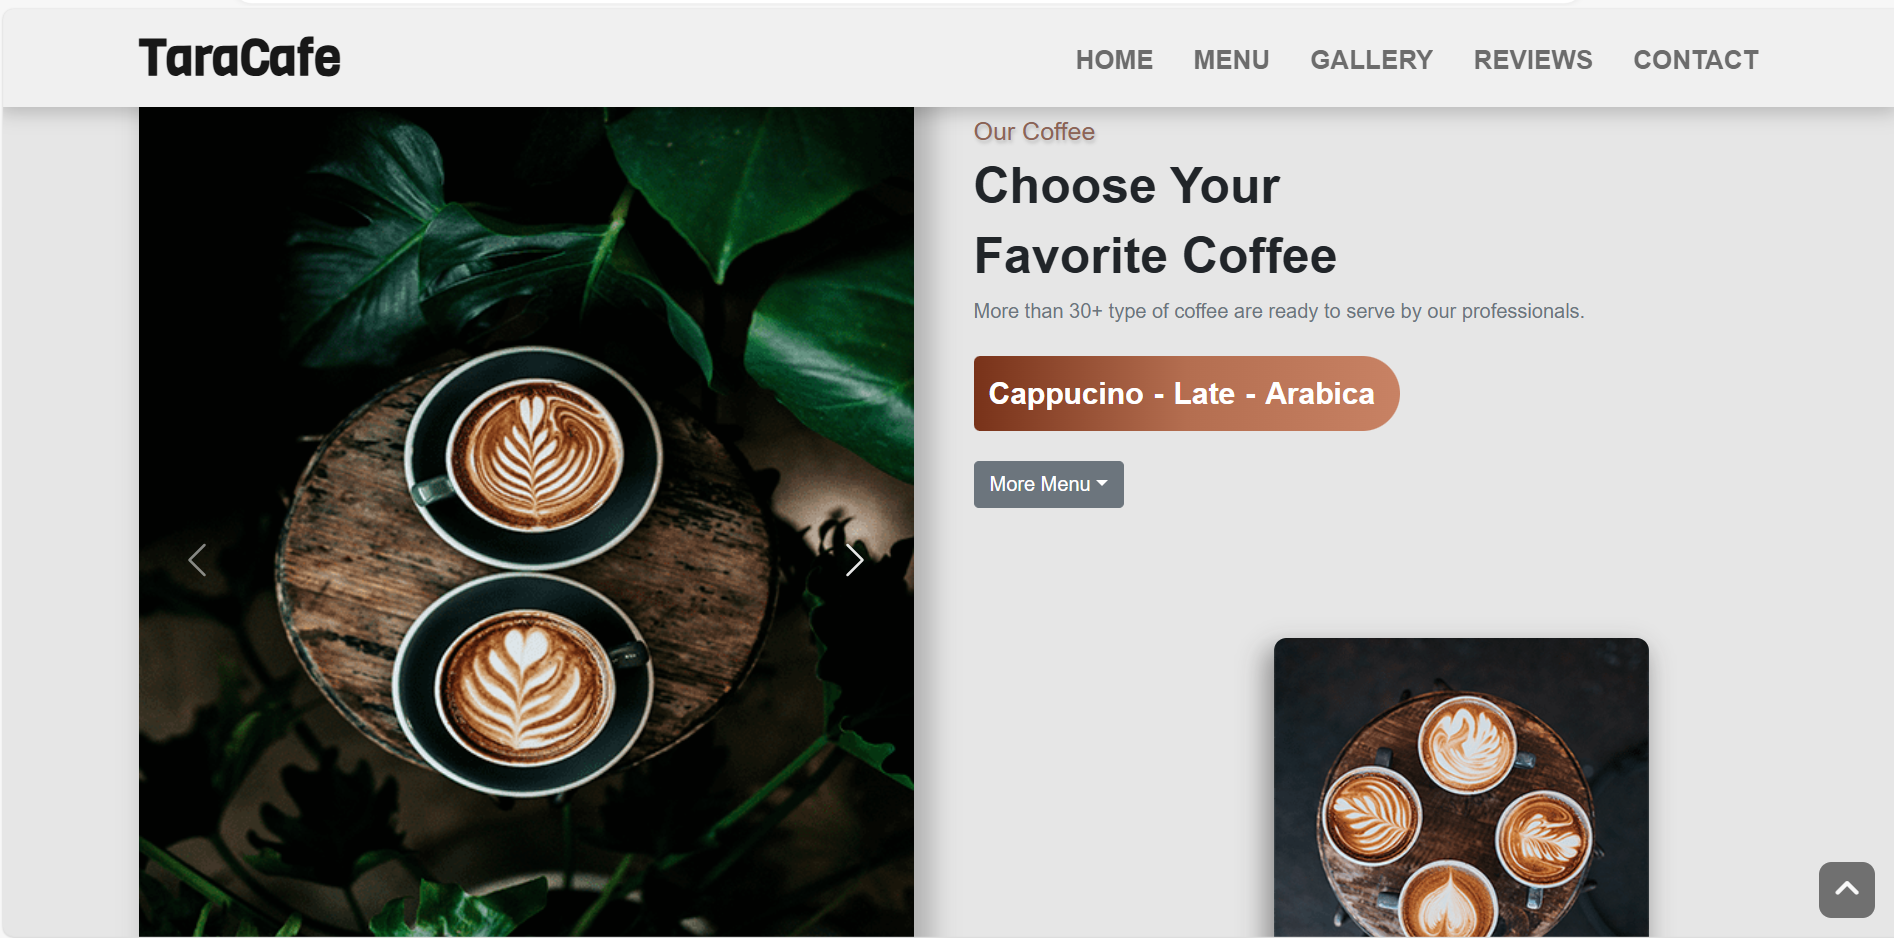 TaraCafe
HOME MENU GALLERY REVIEWS CONTACT
Our Coffee
Choose Your
Favorite Coffee
More than 30+ type of coffee are ready to serve by our professionals.
Cappucino - Late - Arabica
More Menu